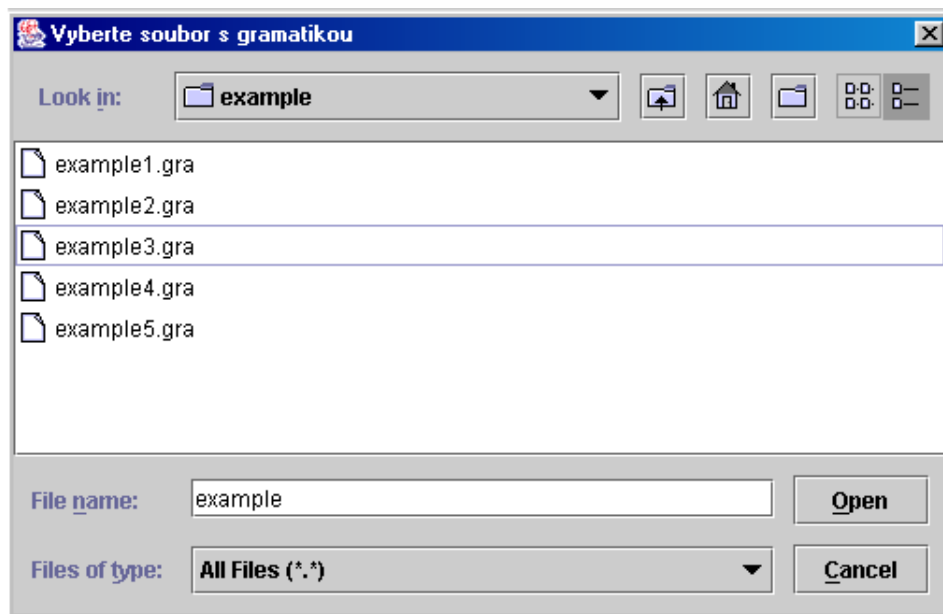 Vyberte soubor s gramatikou
Look in: example
example1.gra
example2.gra
example3.gra
example4.gra
example5.gra
File name: example Open
Files of type: All Files (*.*) Cancel